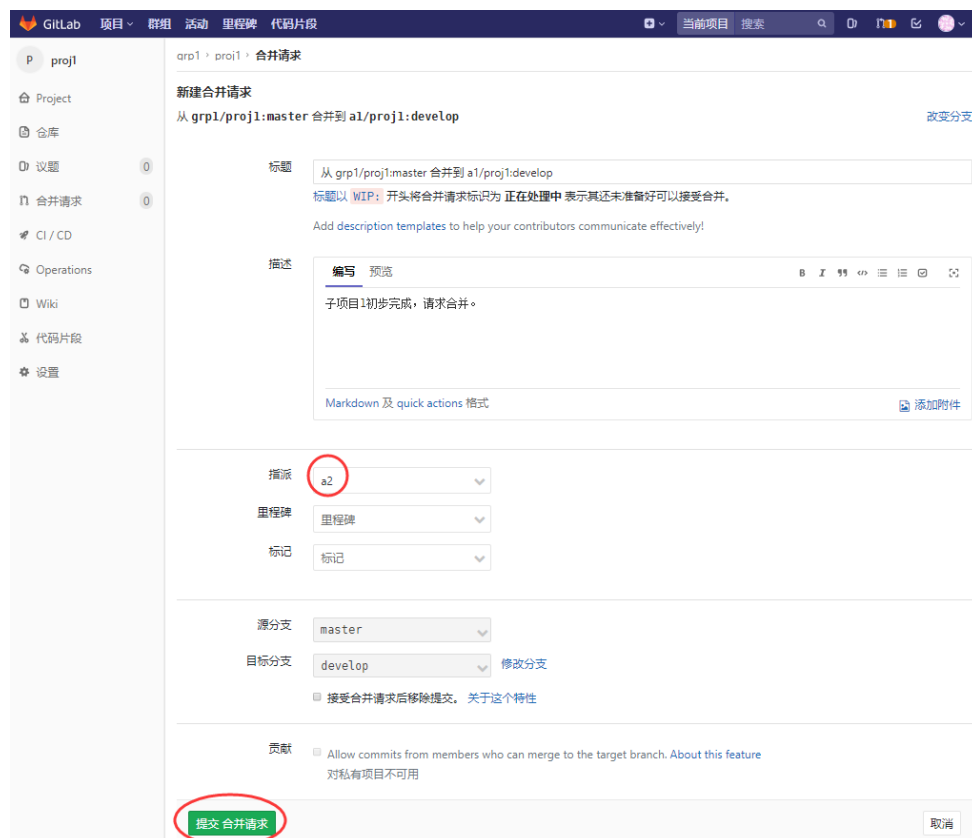 GitLab 项目 群组 活动 里程碑 代码片段 当前项目 搜索 1
P proj1
grp1 › proj1 › 合并请求
Project
仓库
议题 0
合并请求 0
CI / CD
Operations
Wiki
代码片段
设置
新建合并请求
从 grp1/proj1:master 合并到 a1/proj1:develop 改变分支
标题 从 grp1/proj1:master 合并到 a1/proj1:develop
标题以 WIP: 开头将合并请求标识为 正在处理中 表示其还未准备好可以接受合并。
Add description templates to help your contributors communicate effectively!
描述 编写 预览
子项目1初步完成，请求合并。
Markdown 及 quick actions 格式 添加附件
指派 a2
里程碑 里程碑
标记 标记
源分支 master
目标分支 develop 修改分支
接受合并请求后移除提交。 关于这个特性
贡献 Allow commits from members who can merge to the target branch. About this feature
对私有项目不可用
提交 合并请求 取消